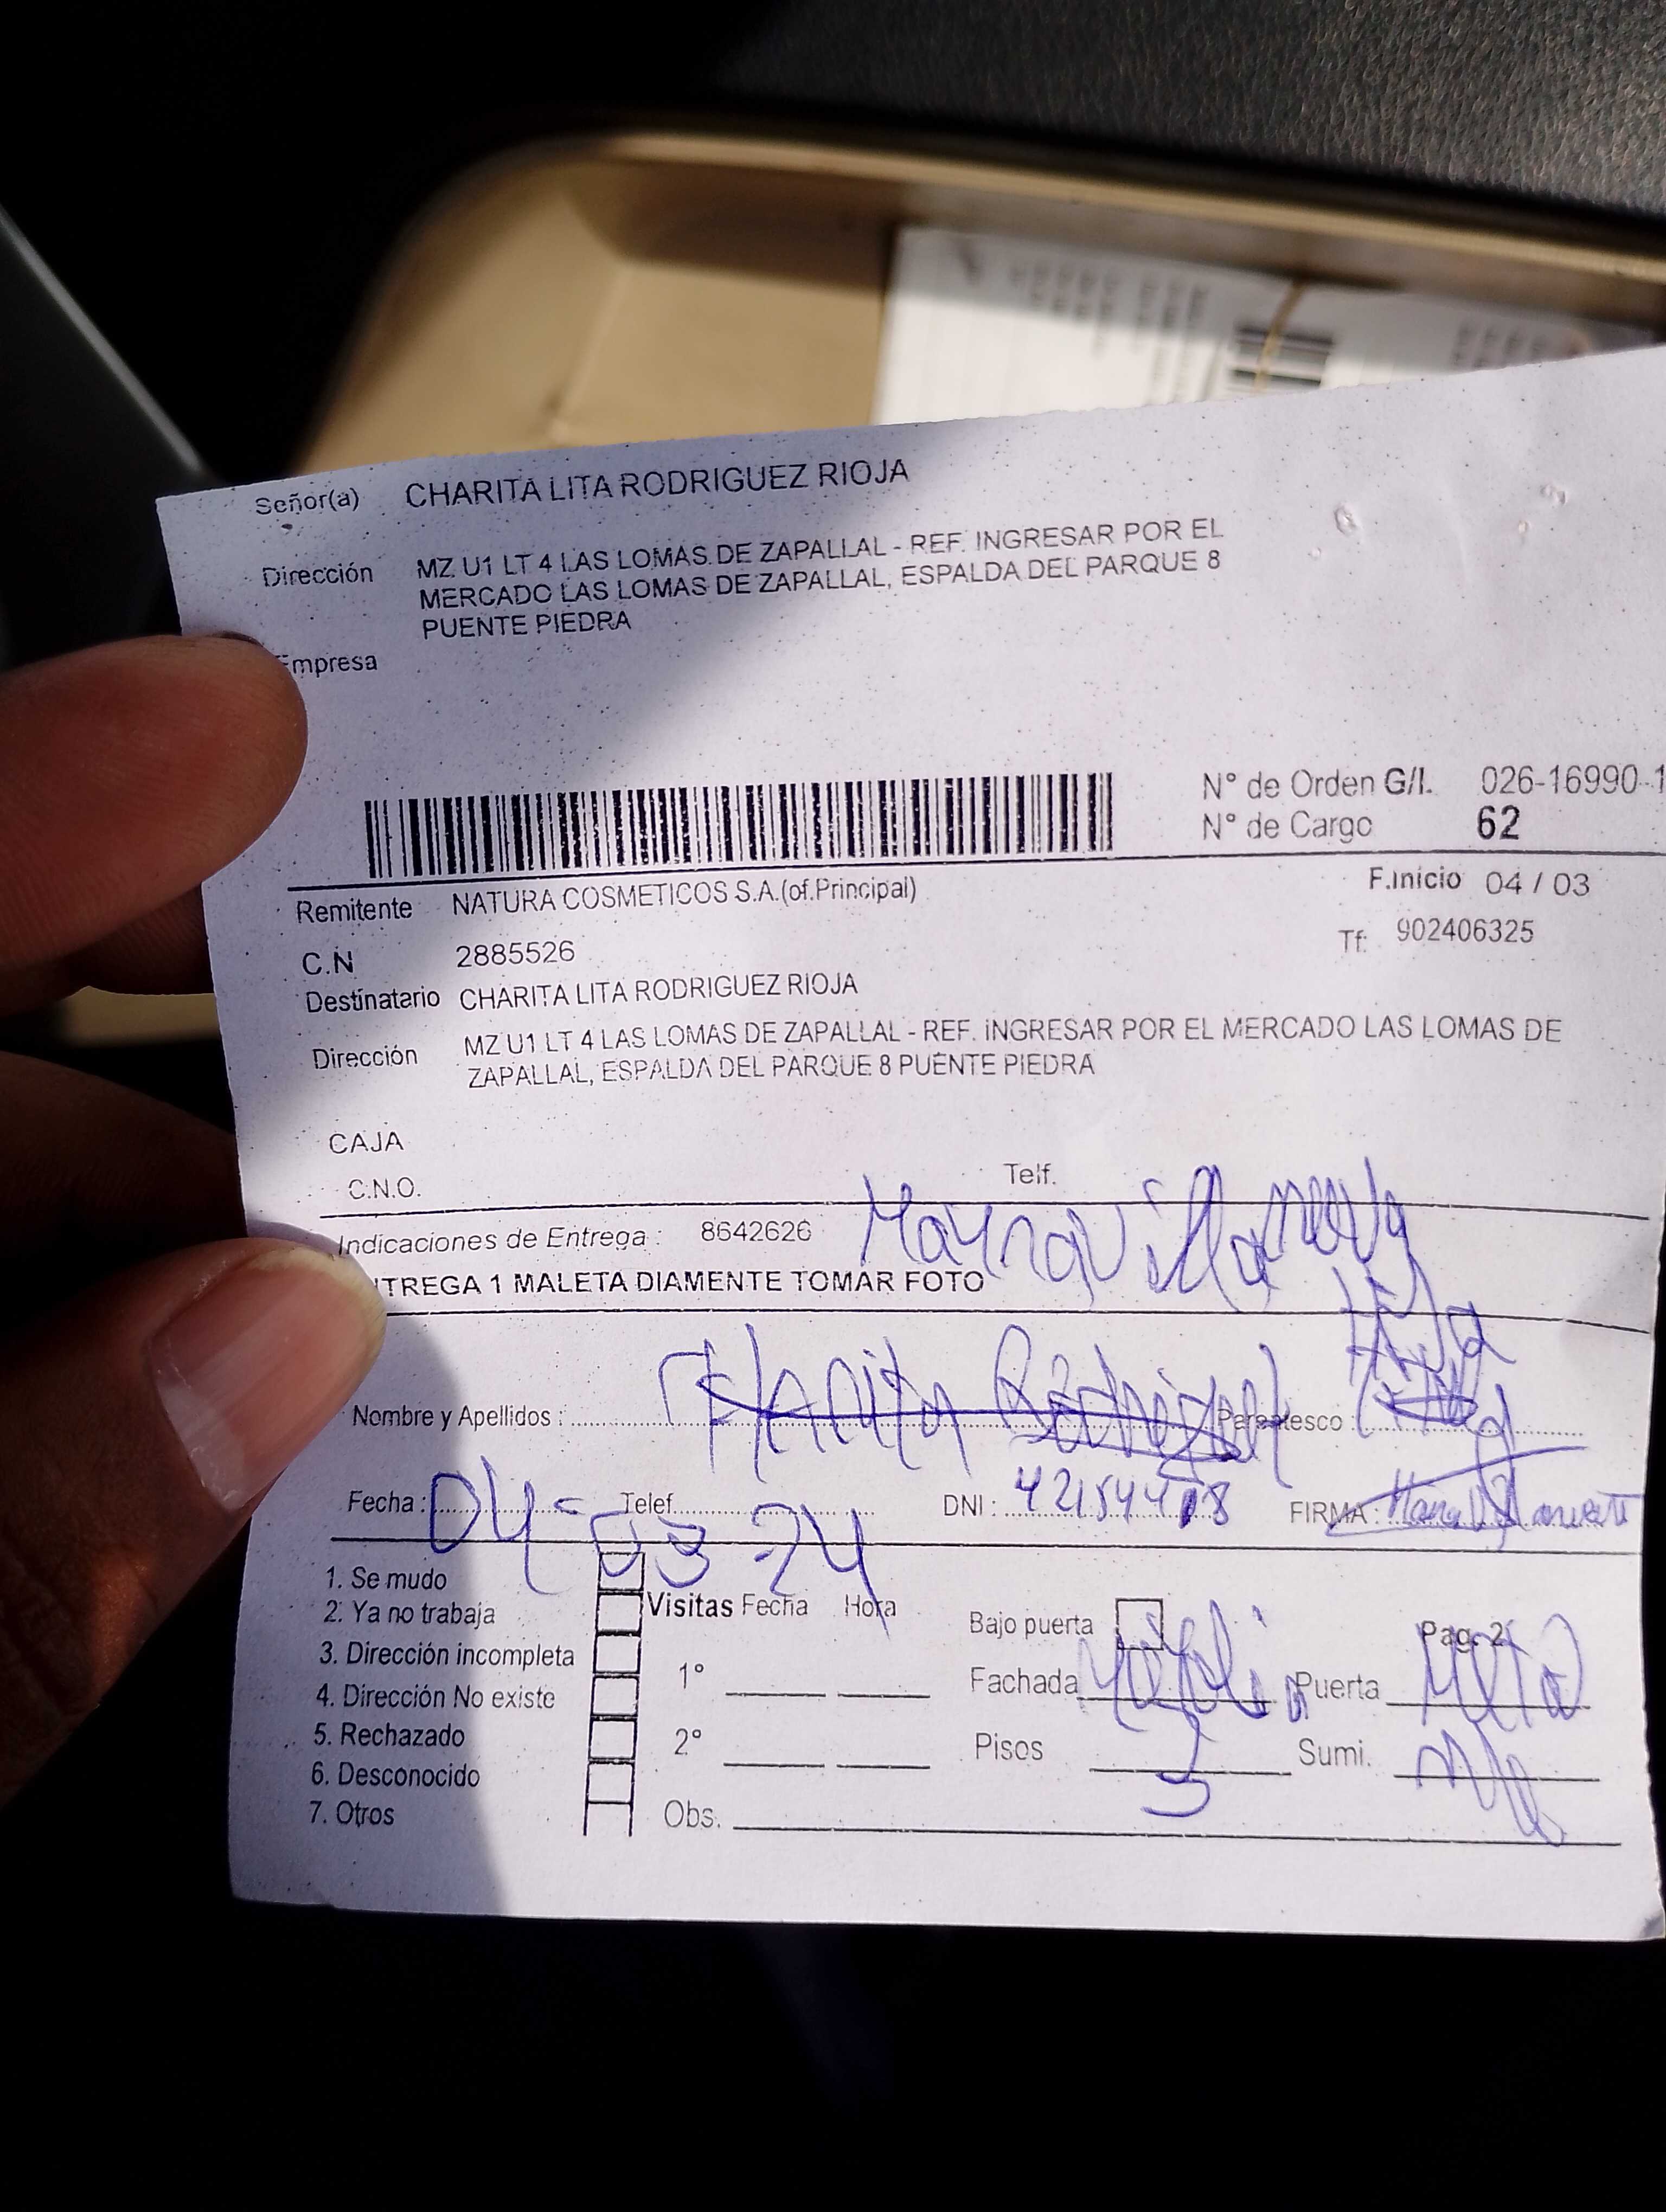 Señor(a) CHARITA LITA RODRIGUEZ RIOJA
Dirección MZ U1 LT 4 LAS LOMAS DE ZAPALLAL - REF. INGRESAR POR EL
MERCADO LAS LOMAS DE ZAPALLAL, ESPALDA DEL PARQUE 8
PUENTE PIEDRA
Empresa
N° de Orden G/I. 026-16990-1
N° de Cargo 62
Remitente NATURA COSMETICOS S.A.(of.Principal) F.Inicio 04 / 03
C.N 2885526 Tf: 902406325
Destinatario CHARITA LITA RODRIGUEZ RIOJA
Dirección MZ U1 LT 4 LAS LOMAS DE ZAPALLAL - REF. INGRESAR POR EL MERCADO LAS LOMAS DE
ZAPALLAL, ESPALDA DEL PARQUE 8 PUENTE PIEDRA
CAJA
C.N.O. Telf.
Indicaciones de Entrega : 8642626
TREGA 1 MALETA DIAMENTE TOMAR FOTO
Hija
Nombre y Apellidos : Charita Rodriguez Parentesco :
Fecha : 04-03-24 Telef. DNI : FIRMA :
1. Se mudo
2. Ya no trabaja Visitas Fecha Hora Bajo puerta Pag. 2
3. Dirección incompleta
4. Dirección No existe 1° Fachada Puerta Meta
5. Rechazado 2° Pisos 3 Sumi.
6. Desconocido
7. Otros Obs.